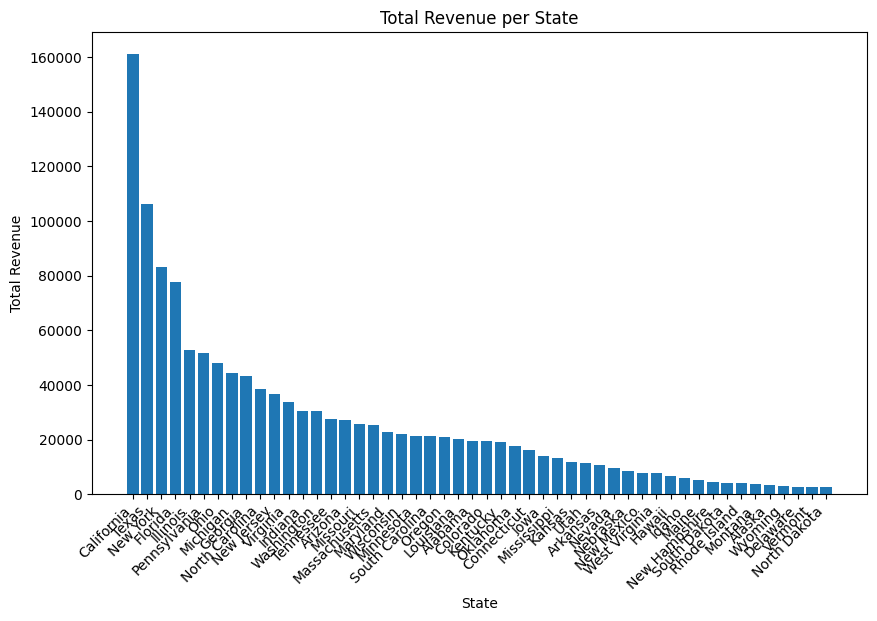 Total Revenue per State
Total Revenue
160000
140000
120000
100000
80000
60000
40000
20000
0
California
Texas
New York
Florida
Illinois
Pennsylvania
Ohio
Michigan
Georgia
North Carolina
New Jersey
Virginia
Indiana
Washington
Tennessee
Arizona
Missouri
Massachusetts
Maryland
Wisconsin
Minnesota
South Carolina
Oregon
Louisiana
Alabama
Colorado
Kentucky
Oklahoma
Connecticut
Iowa
Mississippi
Kansas
Utah
Arkansas
Nevada
Nebraska
New Mexico
West Virginia
Hawaii
Idaho
Maine
New Hampshire
South Dakota
Rhode Island
Montana
Alaska
Wyoming
Delaware
Vermont
North Dakota
State